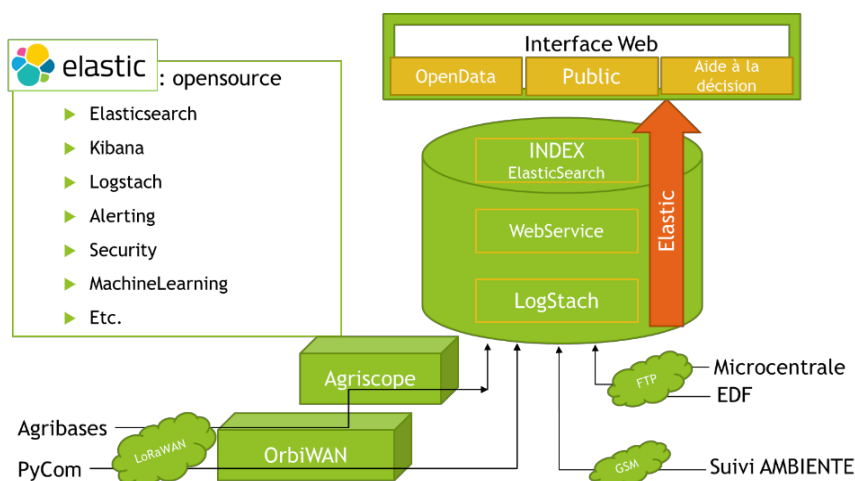 elastic
: opensource
Elasticsearch
Kibana
Logstach
Alerting
Security
MachineLearning
Etc.
Interface Web
OpenData
Public
Aide à la
décision
INDEX
ElasticSearch
WebService
LogStach
Elastic
Agriscope
OrbiWAN
Agribases
PyCom
LoRaWAN
FTP
Microcentrale
EDF
GSM
Suivi AMBIENTE